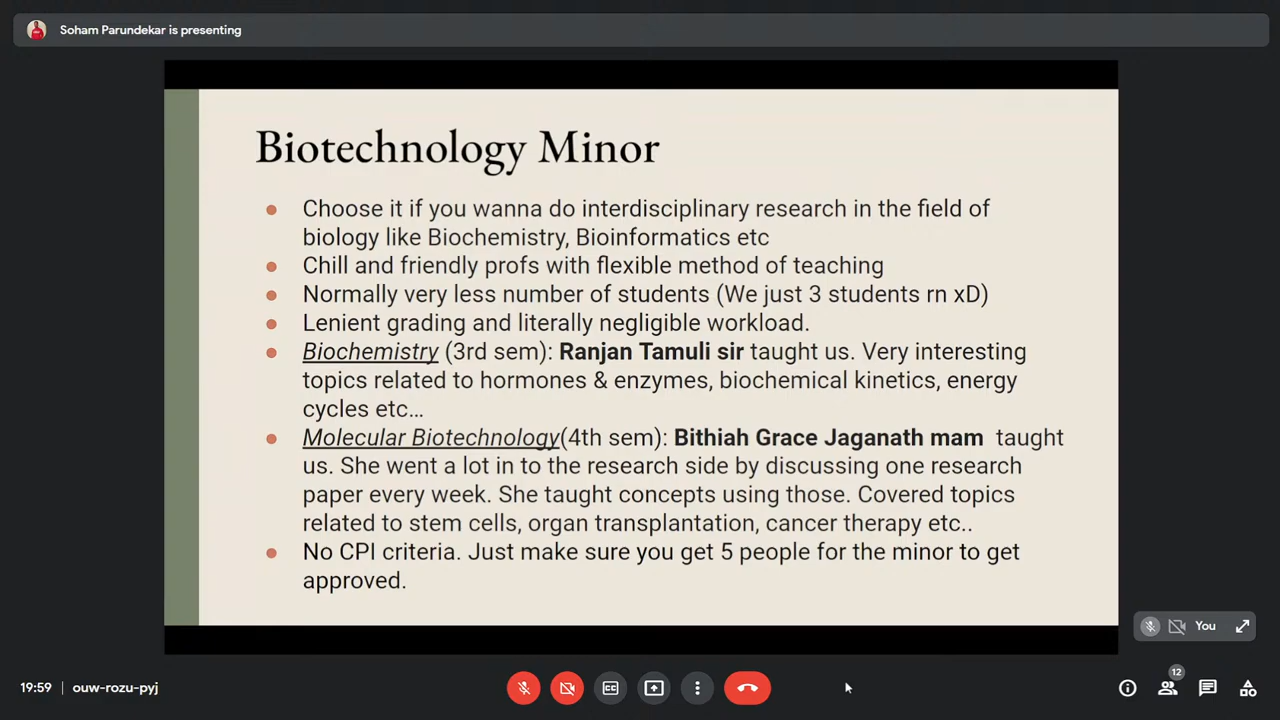 Soham Parundekar is presenting
Biotechnology Minor
Choose it if you wanna do interdisciplinary research in the field of
biology like Biochemistry, Bioinformatics etc
Chill and friendly profs with flexible method of teaching
Normally very less number of students (We just 3 students rn xD)
Lenient grading and literally negligible workload.
Biochemistry (3rd sem): Ranjan Tamuli sir taught us. Very interesting
topics related to hormones & enzymes, biochemical kinetics, energy
cycles etc…
Molecular Biotechnology(4th sem): Bithiah Grace Jaganath mam taught
us. She went a lot in to the research side by discussing one research
paper every week. She taught concepts using those. Covered topics
related to stem cells, organ transplantation, cancer therapy etc..
No CPI criteria. Just make sure you get 5 people for the minor to get
approved.
You
19:59 | ouw-rozu-pyj
CC
12